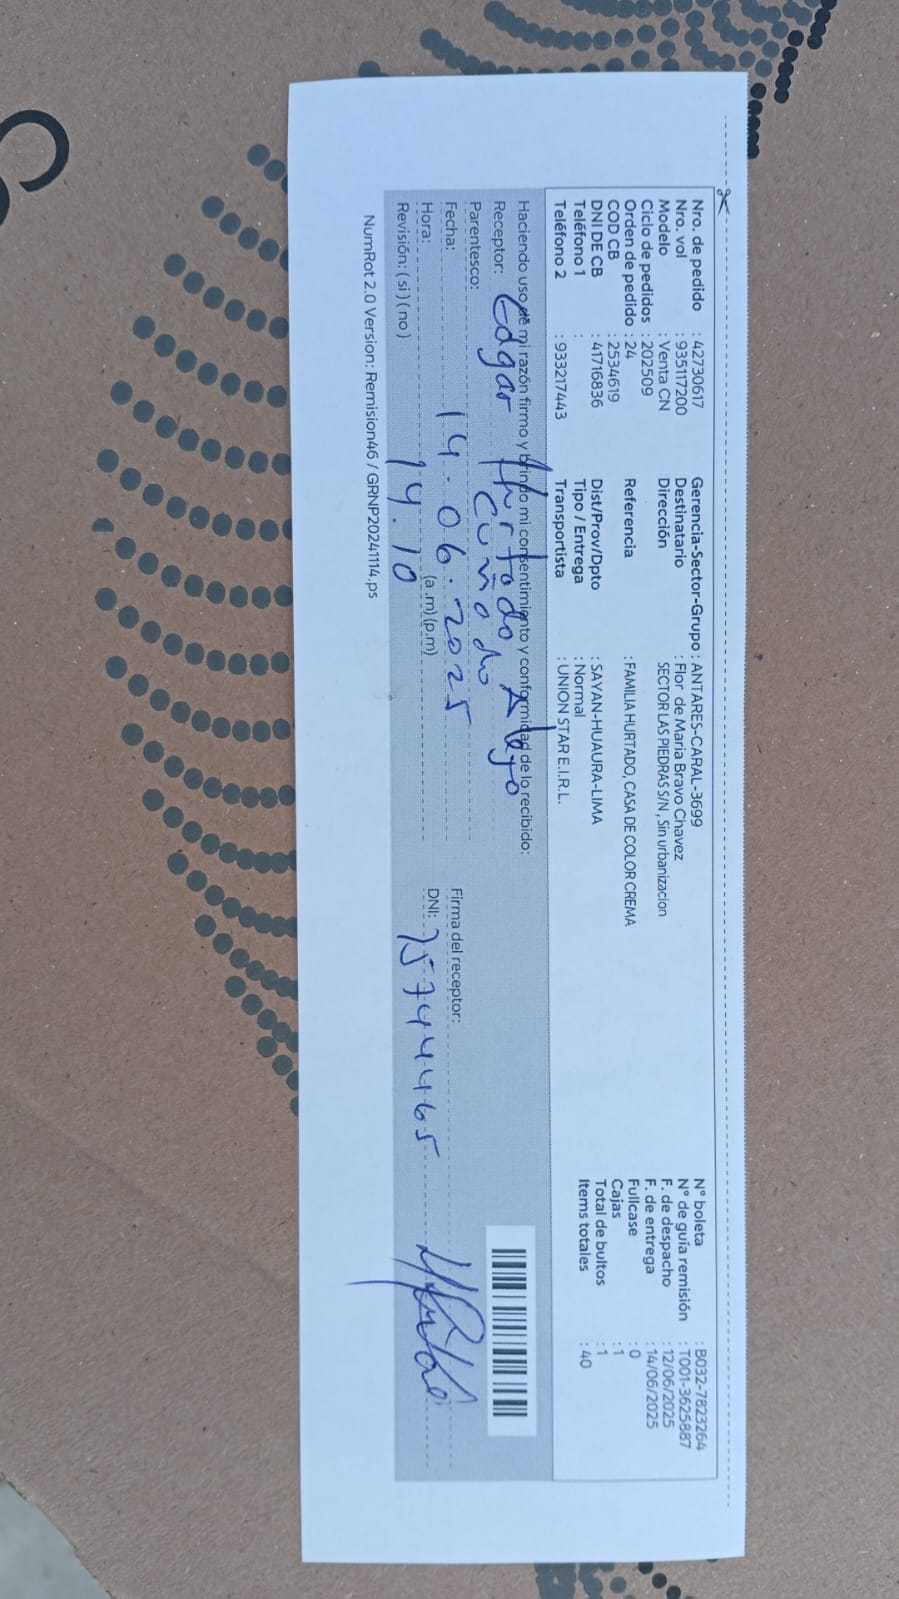 Nro. de pedido : 42730617 Gerencia-Sector-Grupo : ANTARES-CARAL-3699 N° boleta : B032-7823264
Nro. vol : 935117200 Destinatario : Flor de Maria Bravo Chavez N° de guía remisión : T001-3625887
Modelo : Venta CN Dirección SECTOR LAS PIEDRAS S/N , Sin urbanizacion F. de despacho : 12/06/2025
Ciclo de pedidos : 202509 F. de entrega : 14/06/2025
Orden de pedido : 24 Referencia : FAMILIA HURTADO, CASA DE COLOR CREMA Fullcase : 0
COD CB : 2534619 Cajas : 1
DNI DE CB : 41716836 Dist/Prov/Dpto : SAYAN-HUAURA-LIMA Total de bultos : 1
Teléfono 1 : Tipo / Entrega : Normal Items totales : 40
Teléfono 2 : 933217443 Transportista : UNION STAR E.I.R.L.
Haciendo uso de mi razón firmo y brindo mi consentimiento y conformidad de lo recibido:
Receptor: Edgar Hurtado
Parentesco: Cuñado Firma del receptor:
Fecha: 14.06.2025 DNI: 75744465
Hora: 14.10 (a.m)(p.m)
Revisión: ( si ) ( no )
NumRot 2.0 Version: Remision46 / GRNP20241114.ps